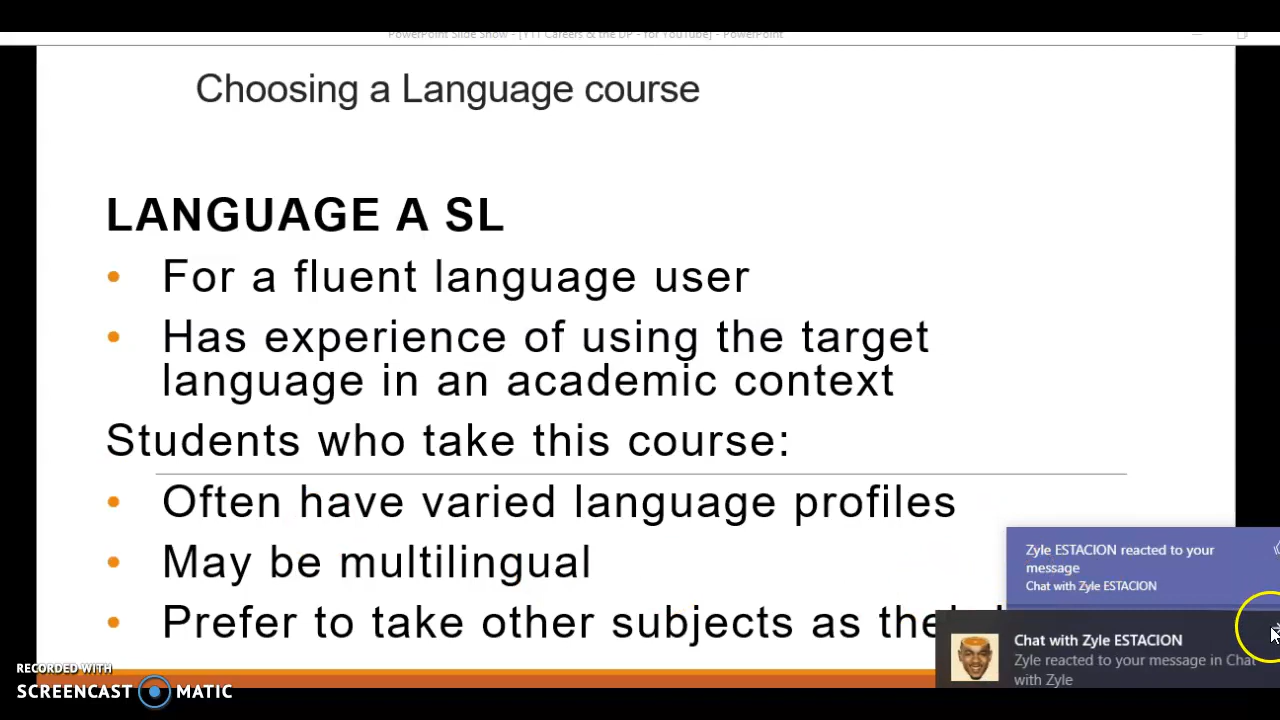 PowerPoint Slide Show - [Y11 Careers & the DP - for YouTube] - PowerPoint
Choosing a Language course
LANGUAGE A SL
• For a fluent language user
• Has experience of using the target
language in an academic context
Students who take this course:
• Often have varied language profiles
• May be multilingual
• Prefer to take other subjects as
Zyle ESTACION reacted to your
message
Chat with Zyle ESTACION
Chat with Zyle ESTACION
Zyle reacted to your message in Chat
with Zyle
RECORDED WITH
SCREENCAST MATIC